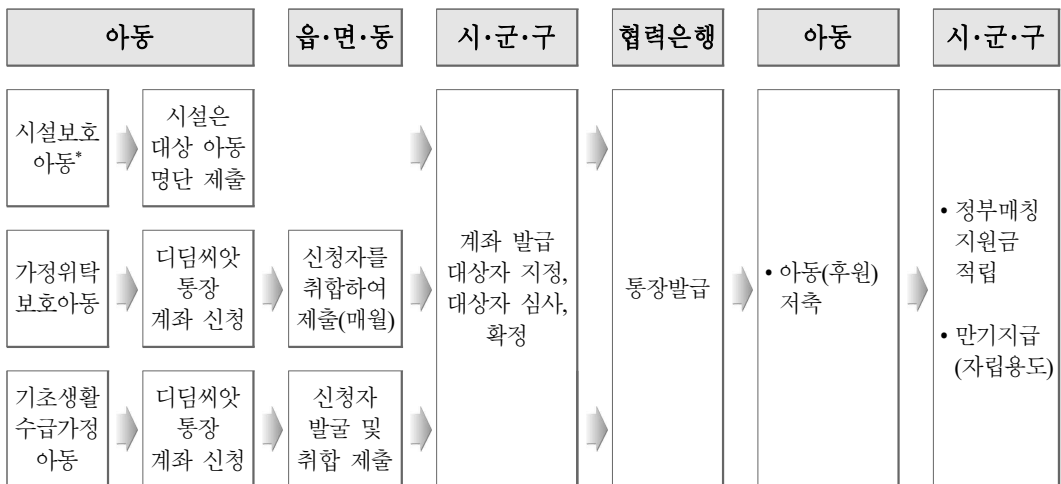 아동
읍·면·동
시·군·구
협력은행
아동
시·군·구
시설보호
아동*
시설은
대상 아동
명단 제출
가정위탁
보호아동
디딤씨앗
통장
계좌 신청
신청자를
취합하여
제출(매월)
기초생활
수급가정
아동
디딤씨앗
통장
계좌 신청
신청자
발굴 및
취합 제출
계좌 발급
대상자 지정,
대상자 심사,
확정
통장발급
• 아동(후원)
저축
• 정부매칭
지원금
적립
• 만기지급
(자립용도)